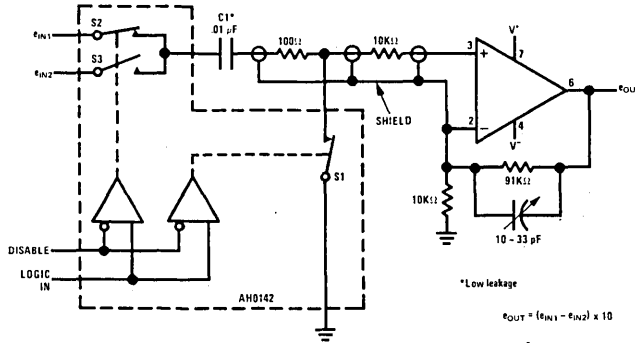 C1*
.01 µF
S2
eIN1
S3
eIN2
100Ω
10KΩ
SHIELD
3
+
V+
7
6
eOUT
2
−
4
V−
S1
10KΩ
91KΩ
10 – 33 pF
DISABLE
LOGIC
IN
AH0142
*Low leakage
eOUT = (eIN1 – eIN2) x 10